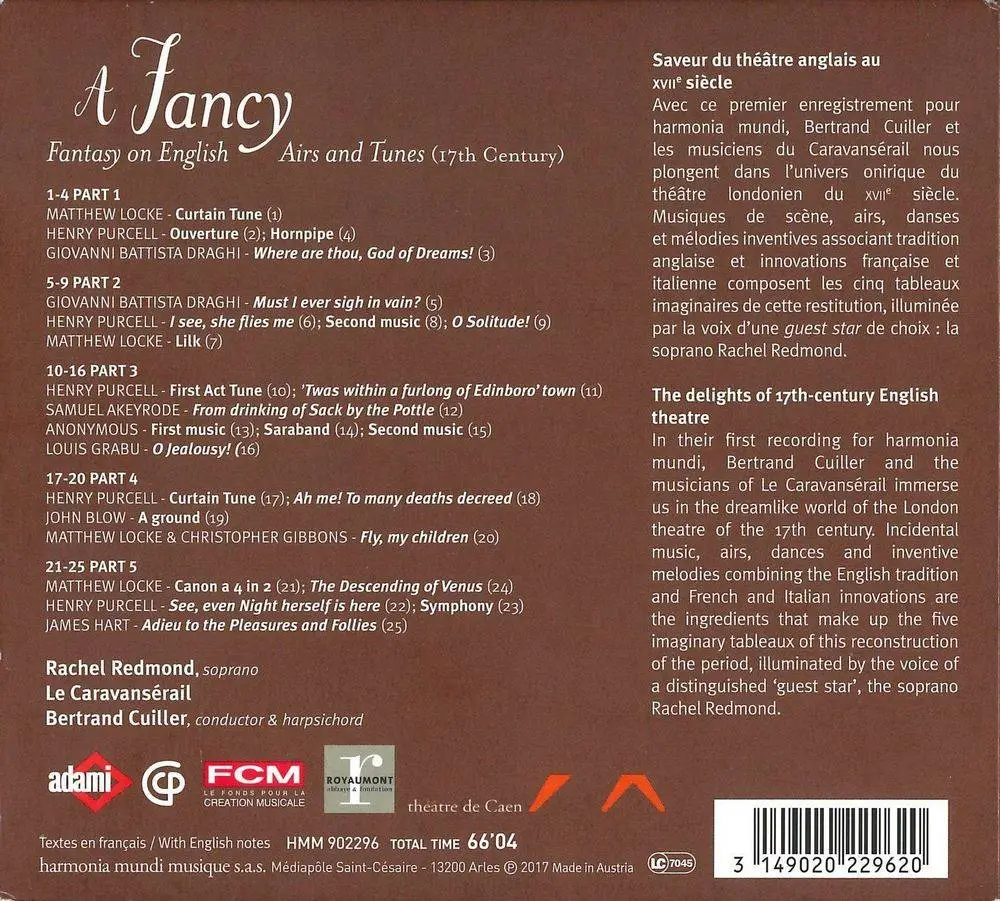 A Fancy
Fantasy on English Airs and Tunes (17th Century)
1-4 PART 1
MATTHEW LOCKE - Curtain Tune (1)
HENRY PURCELL - Ouverture (2); Hornpipe (4)
GIOVANNI BATTISTA DRAGHI - Where are thou, God of Dreams! (3)
5-9 PART 2
GIOVANNI BATTISTA DRAGHI - Must I ever sigh in vain? (5)
HENRY PURCELL - I see, she flies me (6); Second music (8); O Solitude! (9)
MATTHEW LOCKE - Lilk (7)
10-16 PART 3
HENRY PURCELL - First Act Tune (10); 'Twas within a furlong of Edinboro' town (11)
SAMUEL AKEYRODE - From drinking of Sack by the Pottle (12)
ANONYMOUS - First music (13); Saraband (14); Second music (15)
LOUIS GRABU - O Jealousy! (16)
17-20 PART 4
HENRY PURCELL - Curtain Tune (17); Ah me! To many deaths decreed (18)
JOHN BLOW - A ground (19)
MATTHEW LOCKE & CHRISTOPHER GIBBONS - Fly, my children (20)
21-25 PART 5
MATTHEW LOCKE - Canon a 4 in 2 (21); The Descending of Venus (24)
HENRY PURCELL - See, even Night herself is here (22); Symphony (23)
JAMES HART - Adieu to the Pleasures and Follies (25)
Rachel Redmond, soprano
Le Caravansérail
Bertrand Cuiller, conductor & harpsichord
Saveur du théâtre anglais au
XVIIe siècle
Avec ce premier enregistrement pour
harmonia mundi, Bertrand Cuiller et
les musiciens du Caravansérail nous
plongent dans l'univers onirique du
théâtre londonien du XVIIe siècle.
Musiques de scène, airs, danses
et mélodies inventives associant tradition
anglaise et innovations française et
italienne composent les cinq tableaux
imaginaires de cette restitution, illuminée
par la voix d'une guest star de choix : la
soprano Rachel Redmond.
The delights of 17th-century English
theatre
In their first recording for harmonia
mundi, Bertrand Cuiller and the
musicians of Le Caravansérail immerse
us in the dreamlike world of the London
theatre of the 17th century. Incidental
music, airs, dances and inventive
melodies combining the English tradition
and French and Italian innovations are
the ingredients that make up the five
imaginary tableaux of this reconstruction
of the period, illuminated by the voice of
a distinguished 'guest star', the soprano
Rachel Redmond.
adami
FCM
LE FONDS POUR LA
CRÉATION MUSICALE
r
ROYAUMONT
abbaye & fondation
théâtre de Caen
Textes en français / With English notes HMM 902296 TOTAL TIME 66'04
harmonia mundi musique s.a.s. Médiapôle Saint-Césaire - 13200 Arles ℗ 2017 Made in Austria
LC 7045
3 149020 229620